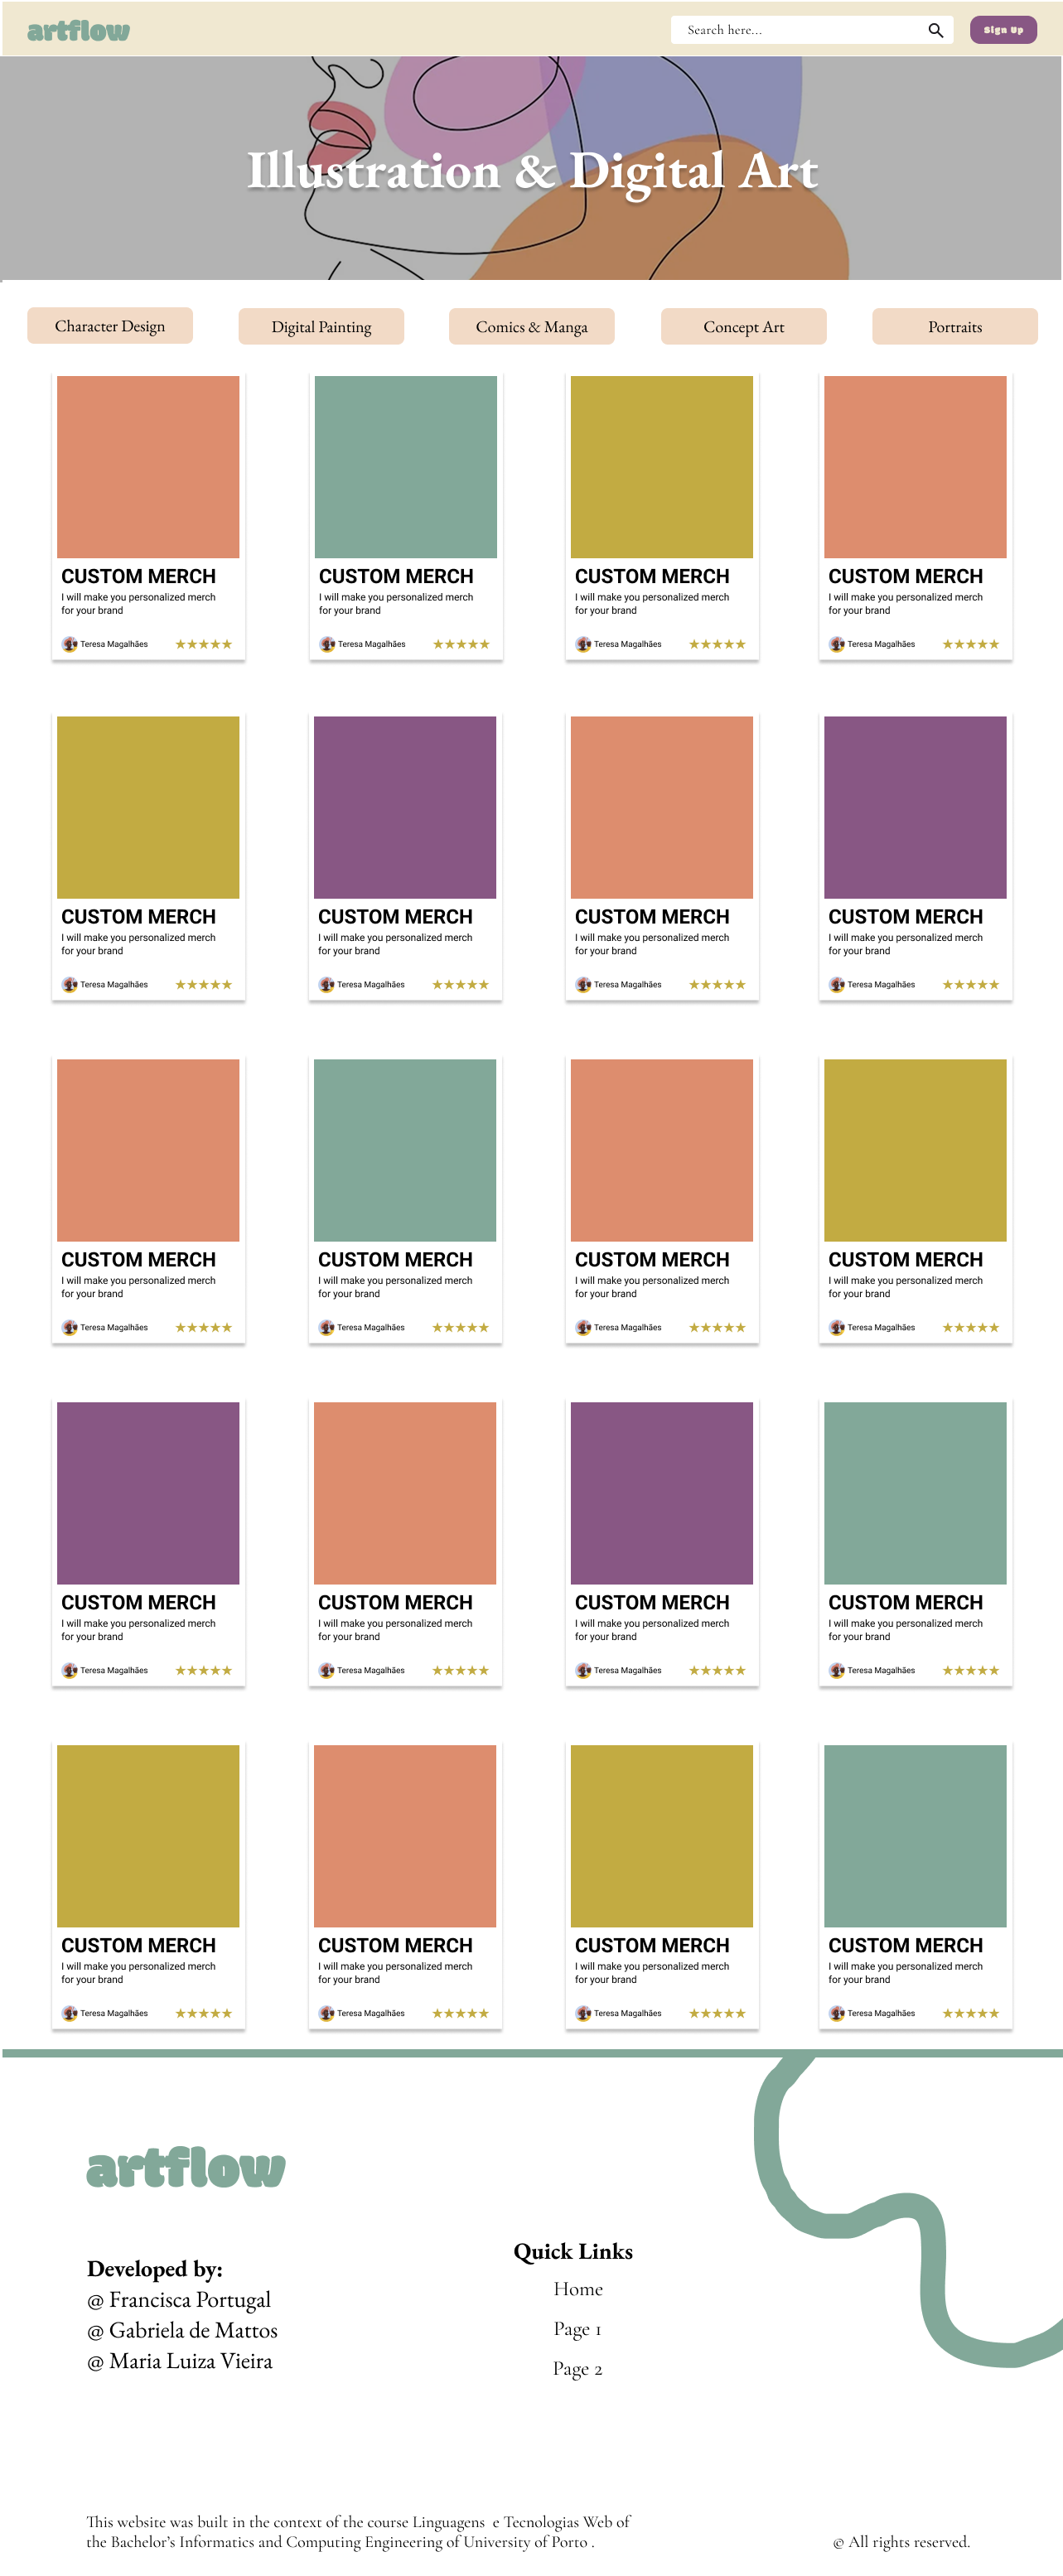 artflow
Search here...
Sign Up
Illustration & Digital Art
Character Design
Digital Painting
Comics & Manga
Concept Art
Portraits
CUSTOM MERCH
I will make you personalized merch
for your brand
Teresa Magalhães
CUSTOM MERCH
I will make you personalized merch
for your brand
Teresa Magalhães
CUSTOM MERCH
I will make you personalized merch
for your brand
Teresa Magalhães
CUSTOM MERCH
I will make you personalized merch
for your brand
Teresa Magalhães
CUSTOM MERCH
I will make you personalized merch
for your brand
Teresa Magalhães
CUSTOM MERCH
I will make you personalized merch
for your brand
Teresa Magalhães
CUSTOM MERCH
I will make you personalized merch
for your brand
Teresa Magalhães
CUSTOM MERCH
I will make you personalized merch
for your brand
Teresa Magalhães
CUSTOM MERCH
I will make you personalized merch
for your brand
Teresa Magalhães
CUSTOM MERCH
I will make you personalized merch
for your brand
Teresa Magalhães
CUSTOM MERCH
I will make you personalized merch
for your brand
Teresa Magalhães
CUSTOM MERCH
I will make you personalized merch
for your brand
Teresa Magalhães
CUSTOM MERCH
I will make you personalized merch
for your brand
Teresa Magalhães
CUSTOM MERCH
I will make you personalized merch
for your brand
Teresa Magalhães
CUSTOM MERCH
I will make you personalized merch
for your brand
Teresa Magalhães
CUSTOM MERCH
I will make you personalized merch
for your brand
Teresa Magalhães
CUSTOM MERCH
I will make you personalized merch
for your brand
Teresa Magalhães
CUSTOM MERCH
I will make you personalized merch
for your brand
Teresa Magalhães
CUSTOM MERCH
I will make you personalized merch
for your brand
Teresa Magalhães
CUSTOM MERCH
I will make you personalized merch
for your brand
Teresa Magalhães
artflow
Developed by:
@ Francisca Portugal
@ Gabriela de Mattos
@ Maria Luiza Vieira
Quick Links
Home
Page 1
Page 2
This website was built in the context of the course Linguagens e Tecnologias Web of
the Bachelor's Informatics and Computing Engineering of University of Porto .
© All rights reserved.